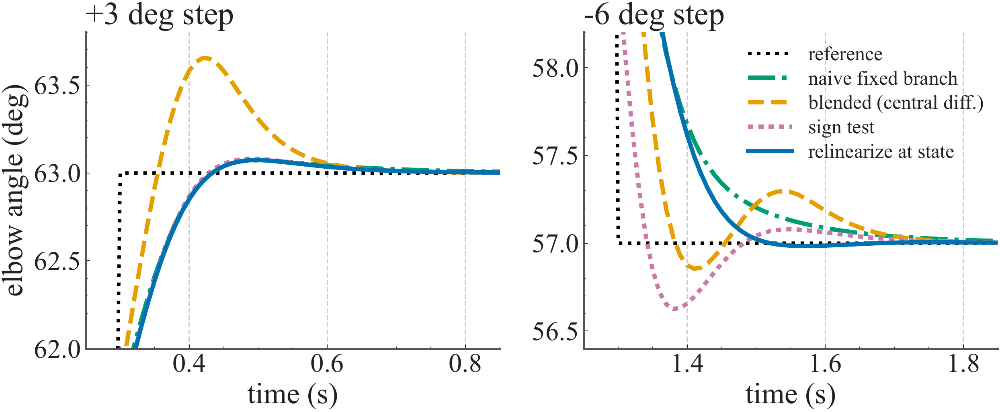 +3 deg step
elbow angle (deg)
63.5
63.0
62.5
62.0
0.4 0.6 0.8
time (s)
-6 deg step
58.0
57.5
57.0
56.5
1.4 1.6 1.8
time (s)
reference
naive fixed branch
blended (central diff.)
sign test
relinearize at state